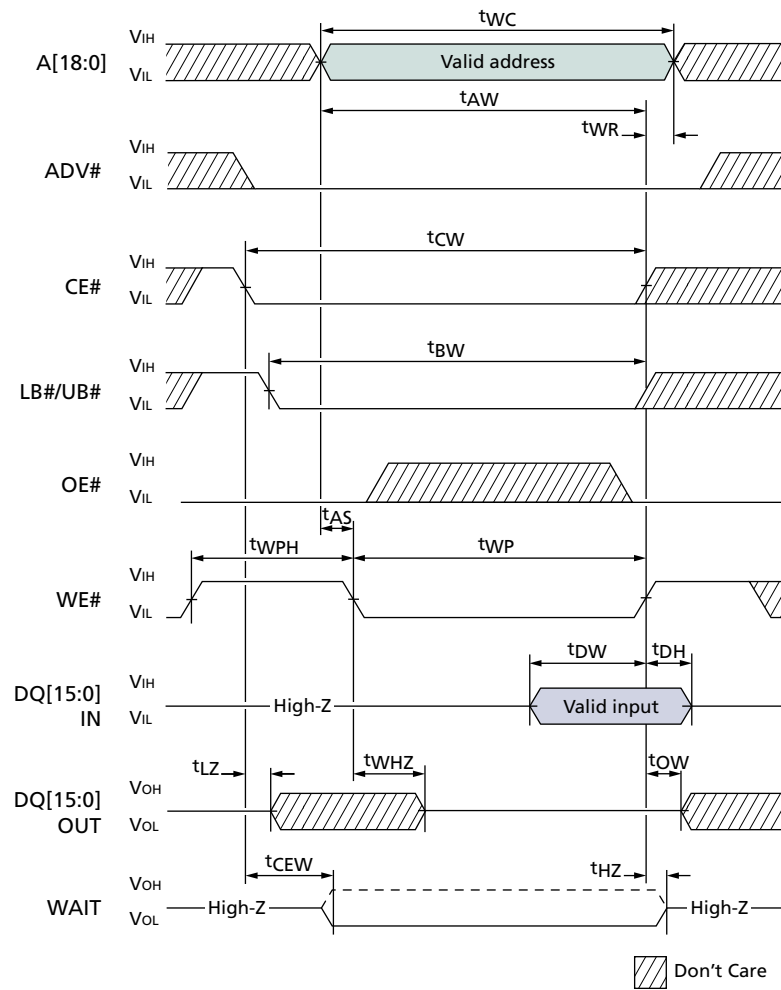 tWC
VIH
A[18:0]
VIL
Valid address
tAW
tWR
VIH
ADV#
VIL
tCW
VIH
CE#
VIL
tBW
VIH
LB#/UB#
VIL
VIH
OE#
VIL
tAS
tWPH
tWP
VIH
WE#
VIL
tDW
tDH
VIH
DQ[15:0]
IN
VIL
High-Z
Valid input
tLZ
tWHZ
tOW
VOH
DQ[15:0]
OUT
VOL
tCEW
tHZ
VOH
WAIT
VOL
High-Z
High-Z
Don't Care